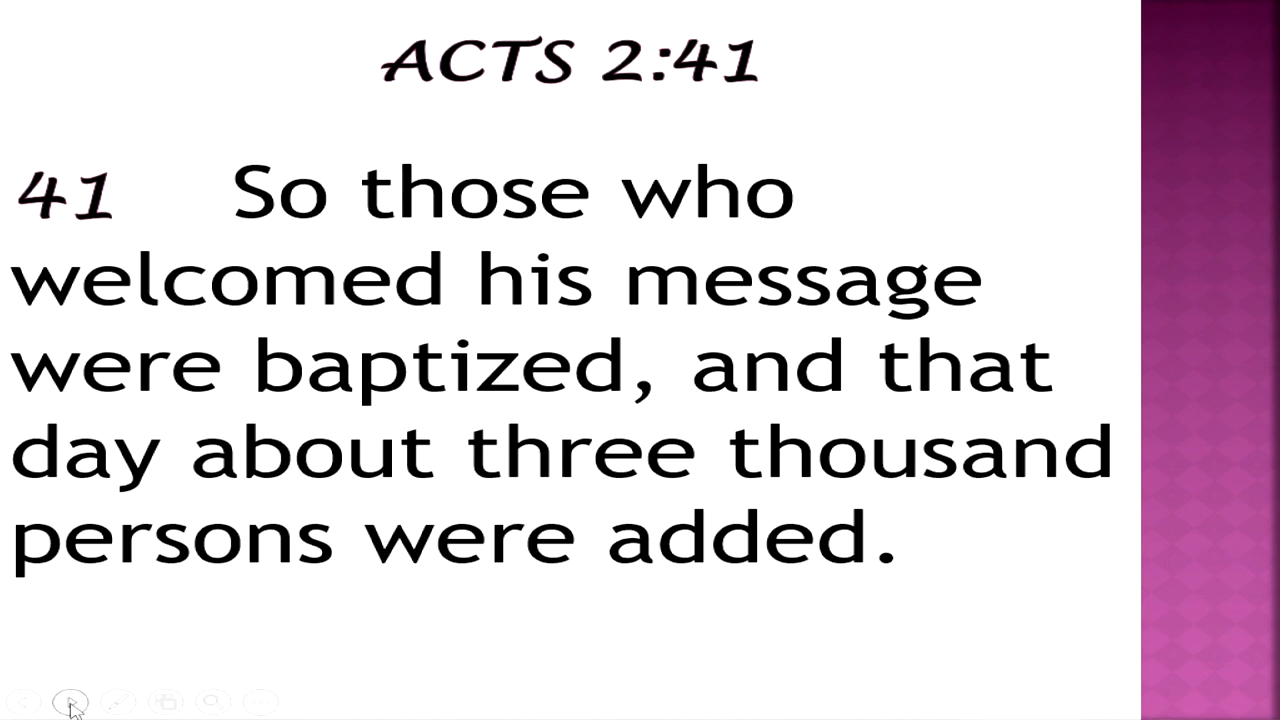 ACTS 2:41
41 So those who
welcomed his message
were baptized, and that
day about three thousand
persons were added.